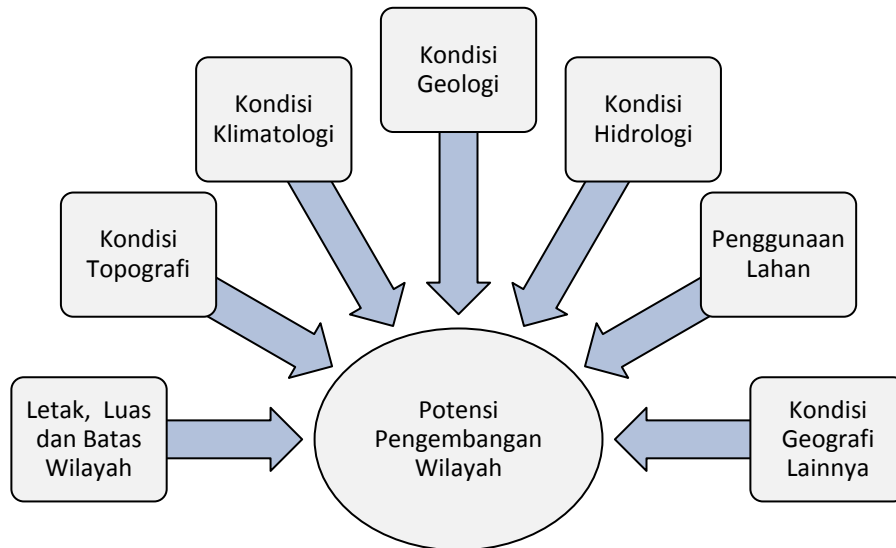 Kondisi
Geologi
Kondisi
Klimatologi
Kondisi
Hidrologi
Kondisi
Topografi
Penggunaan
Lahan
Letak, Luas
dan Batas
Wilayah
Potensi
Pengembangan
Wilayah
Kondisi
Geografi
Lainnya